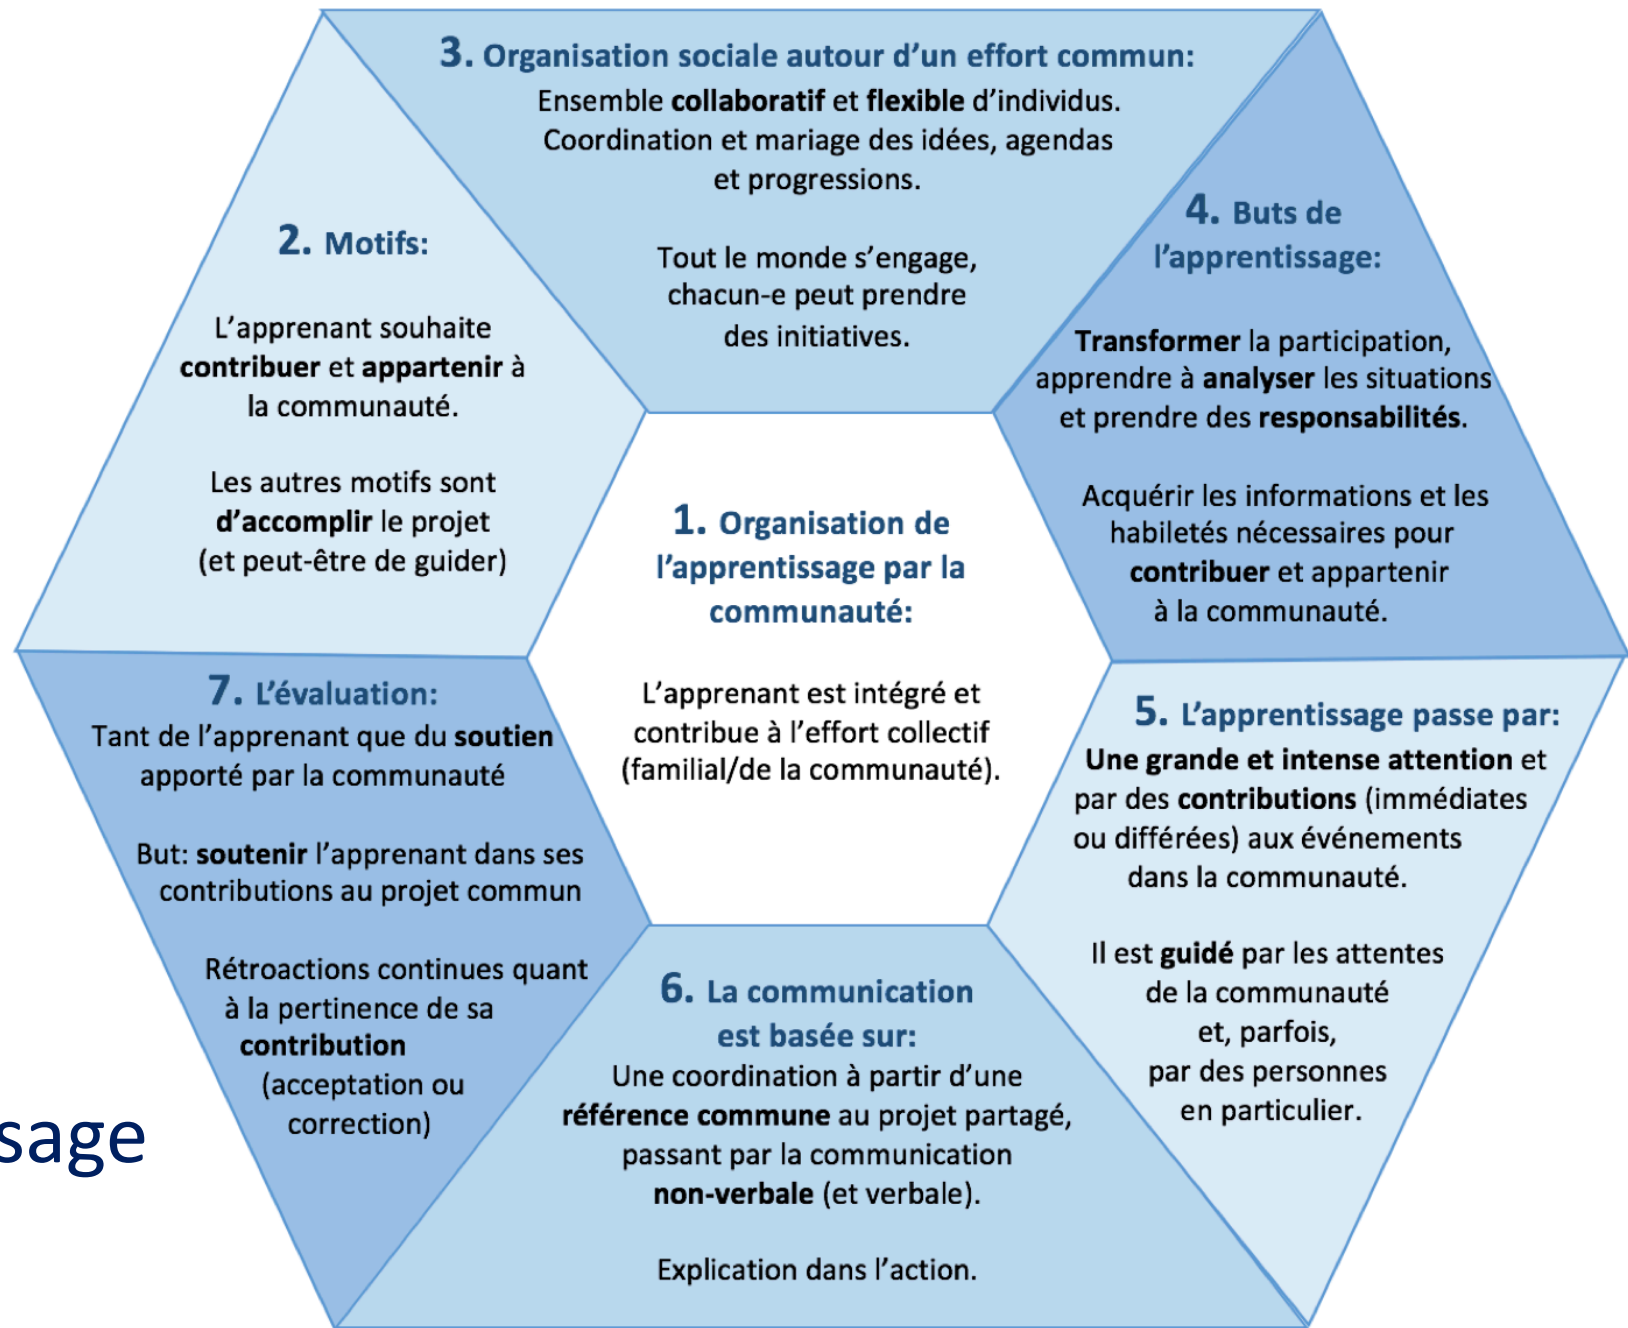 3. Organisation sociale autour d'un effort commun:
Ensemble collaboratif et flexible d'individus.
Coordination et mariage des idées, agendas
et progressions.
Tout le monde s'engage,
chacun-e peut prendre
des initiatives.
2. Motifs:
L'apprenant souhaite
contribuer et appartenir à
la communauté.
Les autres motifs sont
d'accomplir le projet
(et peut-être de guider)
4. Buts de
l'apprentissage:
Transformer la participation,
apprendre à analyser les situations
et prendre des responsabilités.
Acquérir les informations et les
habiletés nécessaires pour
contribuer et appartenir
à la communauté.
1. Organisation de
l'apprentissage par la
communauté:
L'apprenant est intégré et
contribue à l'effort collectif
(familial/de la communauté).
7. L'évaluation:
Tant de l'apprenant que du soutien
apporté par la communauté
But: soutenir l'apprenant dans ses
contributions au projet commun
Rétroactions continues quant
à la pertinence de sa
contribution
(acceptation ou
correction)
5. L'apprentissage passe par:
Une grande et intense attention et
par des contributions (immédiates
ou différées) aux événements
dans la communauté.
Il est guidé par les attentes
de la communauté
et, parfois,
par des personnes
en particulier.
6. La communication
est basée sur:
Une coordination à partir d'une
référence commune au projet partagé,
passant par la communication
non-verbale (et verbale).
Explication dans l'action.
sage